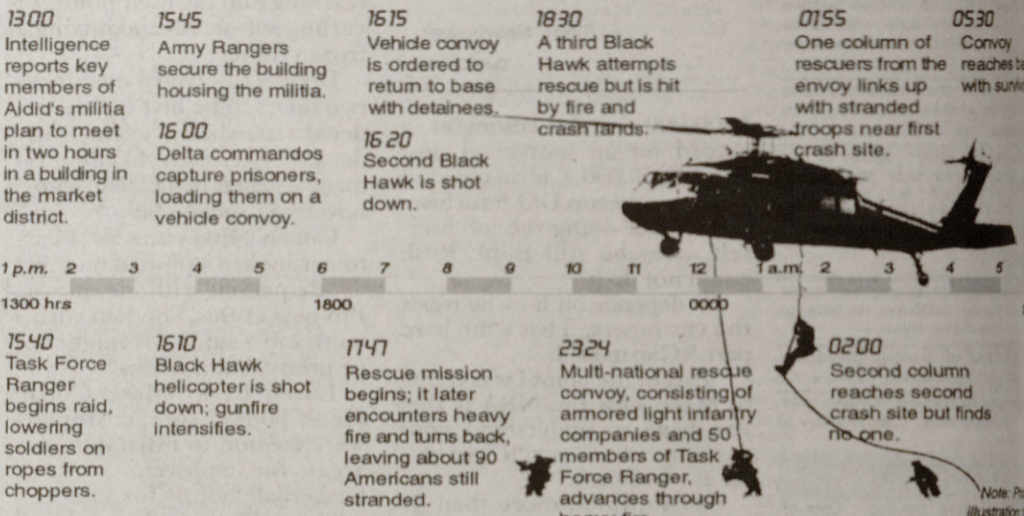 1300
Intelligence
reports key
members of
Aidid's militia
plan to meet
in two hours
in a building in
the market
district.
1545
Army Rangers
secure the building
housing the militia.
1600
Delta commandos
capture prisoners,
loading them on a
vehicle convoy.
1615
Vehicle convoy
is ordered to
return to base
with detainees.
1620
Second Black
Hawk is shot
down.
1830
A third Black
Hawk attempts
rescue but is hit
by fire and
crash lands.
0155
One column of
rescuers from the
envoy links up
with stranded
troops near first
crash site.
0530
Convoy
reaches
with
1 p.m. 2 3 4 5 6 7 8 9 10 11 12 1 a.m. 2 3 4 5
1300 hrs 1800 0000
1540
Task Force
Ranger
begins raid,
lowering
soldiers on
ropes from
choppers.
1610
Black Hawk
helicopter is shot
down; gunfire
intensifies.
1747
Rescue mission
begins; it later
encounters heavy
fire and turns back,
leaving about 90
Americans still
stranded.
2324
Multi-national rescue
convoy, consisting of
armored light infantry
companies and 50
members of Task
Force Ranger,
advances through
0200
Second column
reaches second
crash site but finds
no one.
Note:
illustration